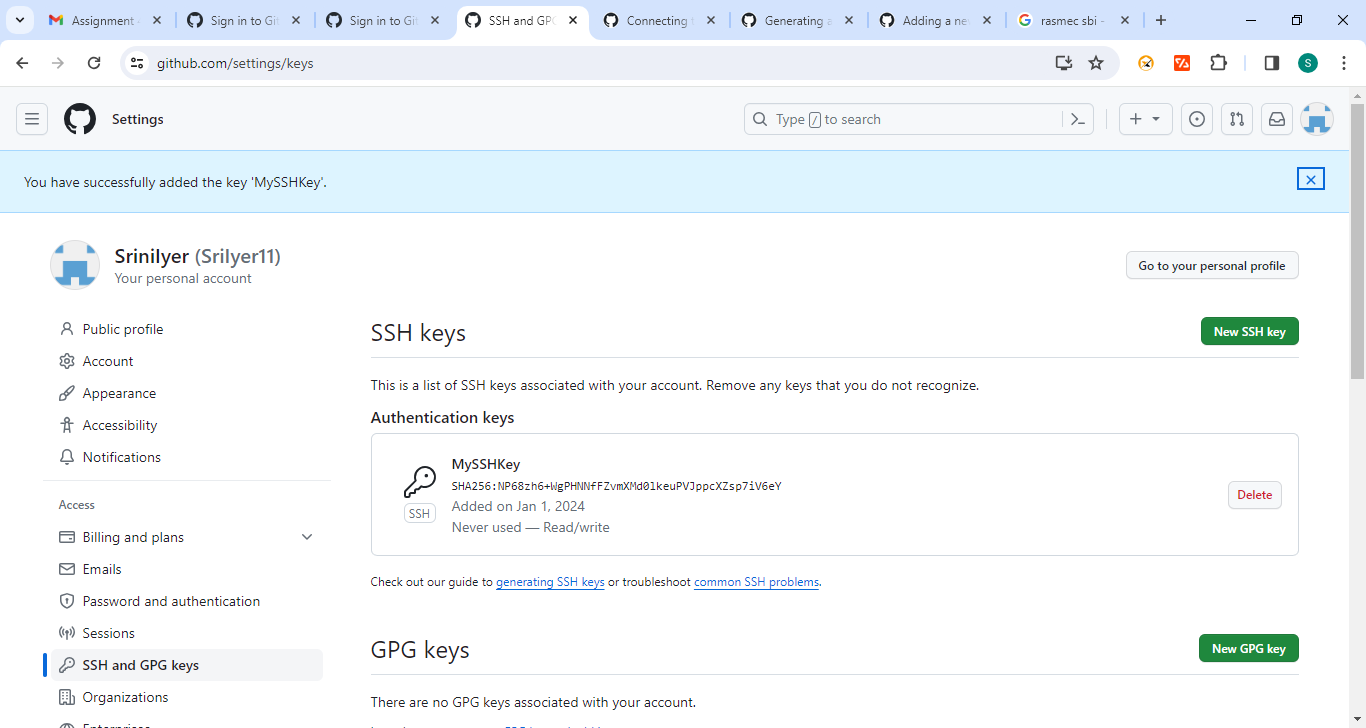 Assignment
Sign in to Git
Sign in to Git
SSH and GPG
Connecting
Generating a
Adding a ne
rasmec sbi -
github.com/settings/keys
S
Settings
Type / to search
You have successfully added the key 'MySSHKey'.
Srinilyer (Srilyer11)
Your personal account
Go to your personal profile
Public profile
Account
Appearance
Accessibility
Notifications
Access
Billing and plans
Emails
Password and authentication
Sessions
SSH and GPG keys
Organizations
Enterprises
SSH keys
New SSH key
This is a list of SSH keys associated with your account. Remove any keys that you do not recognize.
Authentication keys
MySSHKey
SHA256:NP68zh6+WgPHNNfFZvmXMd0lkeuPVJppcXZsp7iV6eY
SSH
Added on Jan 1, 2024
Never used — Read/write
Delete
Check out our guide to generating SSH keys or troubleshoot common SSH problems.
GPG keys
New GPG key
There are no GPG keys associated with your account.